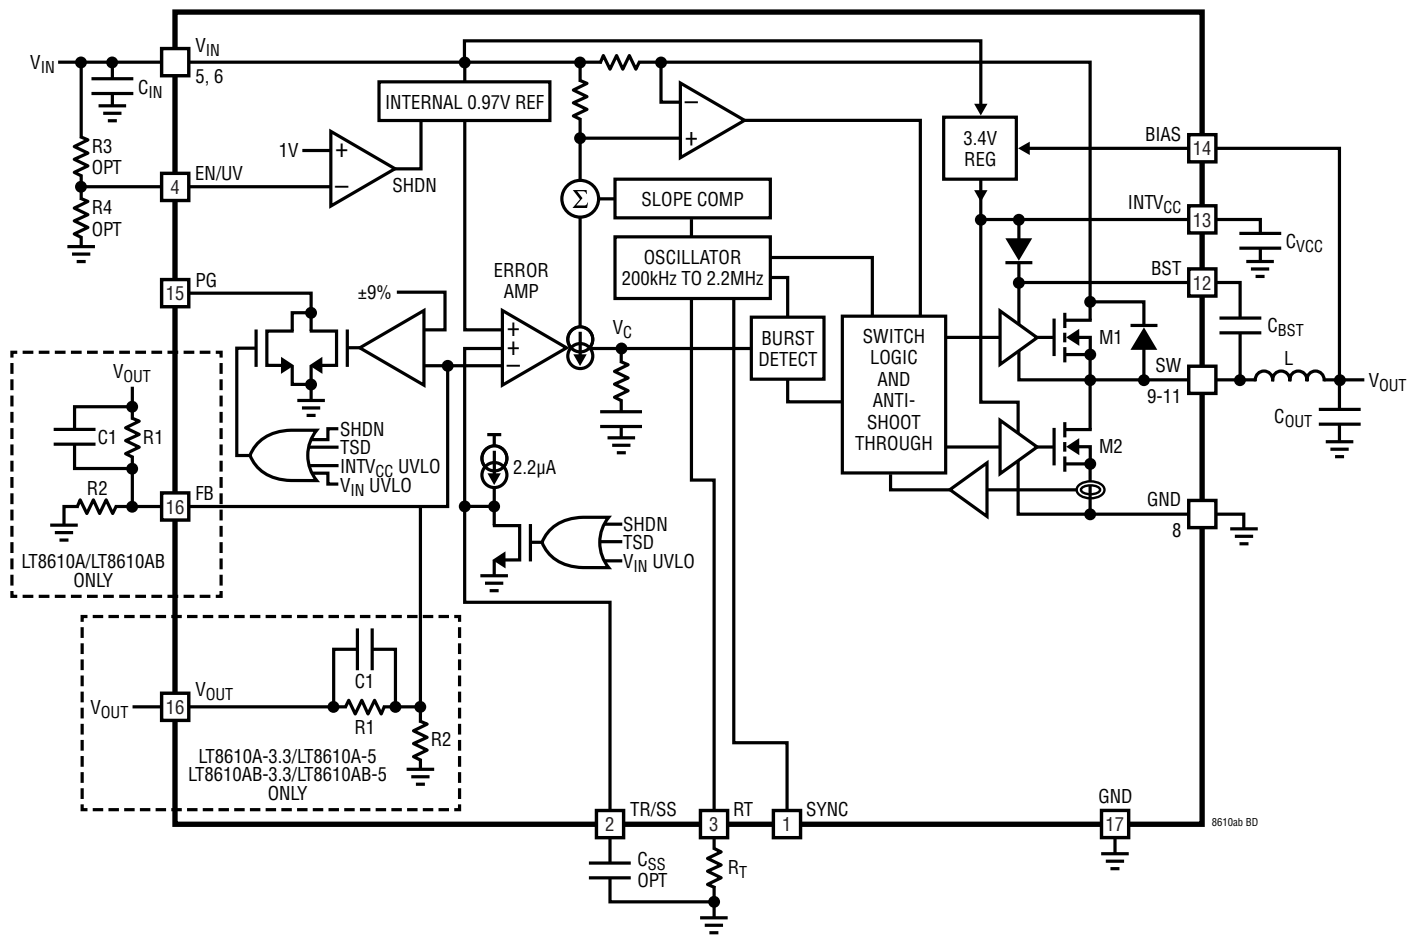 VIN
VIN
5, 6
CIN
R3
OPT
4
EN/UV
R4
OPT
1V
+
−
SHDN
INTERNAL 0.97V REF
−
+
3.4V
REG
BIAS
14
INTVCC
13
CVCC
BST
12
CBST
Σ
SLOPE COMP
OSCILLATOR
200kHz TO 2.2MHz
PG
15
±9%
ERROR
AMP
+
+
−
VC
BURST
DETECT
SWITCH
LOGIC
AND
ANTI-
SHOOT
THROUGH
M1
SW
9-11
L
VOUT
COUT
M2
GND
8
VOUT
C1
R1
R2
FB
16
LT8610A/LT8610AB
ONLY
SHDN
TSD
INTVCC UVLO
VIN UVLO
2.2µA
SHDN
TSD
VIN UVLO
VOUT
16
VOUT
C1
R1
R2
LT8610A-3.3/LT8610A-5
LT8610AB-3.3/LT8610AB-5
ONLY
TR/SS
2
CSS
OPT
RT
3
RT
SYNC
1
GND
17
8610ab BD